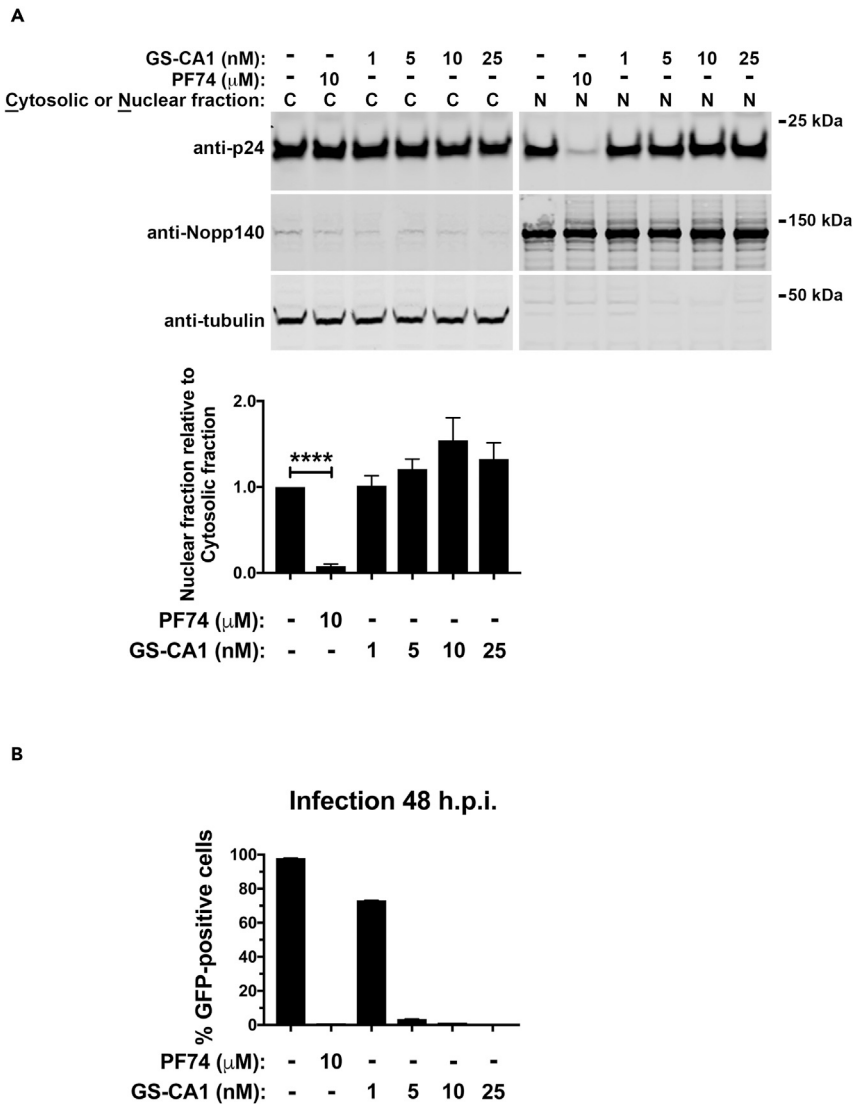 A
GS-CA1 (nM): - - 1 5 10 25 - - 1 5 10 25
PF74 (μM): - 10 - - - - - 10 - - - -
Cytosolic or Nuclear fraction: C C C C C C N N N N N N
-25 kDa
anti-p24
-150 kDa
anti-Nopp140
-50 kDa
anti-tubulin
Nuclear fraction relative to
Cytosolic fraction
2.0
1.0
0.0
****
PF74 (μM): - 10 - - - -
GS-CA1 (nM): - - 1 5 10 25
B
Infection 48 h.p.i.
% GFP-positive cells
100
80
60
40
20
0
PF74 (μM): - 10 - - - -
GS-CA1 (nM): - - 1 5 10 25